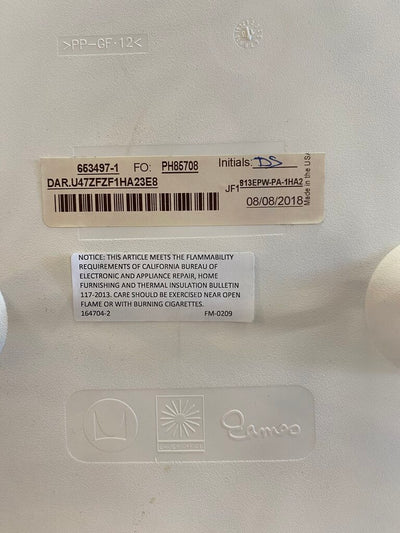 >PP-GF-12<
653497-1 FO: PH85708 Initials: DS
DAR.U47ZFZF1HA23E8
JF1 913EPW-PA-1HA2
08/08/2018
Made in the USA
NOTICE: THIS ARTICLE MEETS THE FLAMMABILITY
REQUIREMENTS OF CALIFORNIA BUREAU OF
ELECTRONIC AND APPLIANCE REPAIR, HOME
FURNISHING AND THERMAL INSULATION BULLETIN
117-2013. CARE SHOULD BE EXERCISED NEAR OPEN
FLAME OR WITH BURNING CIGARETTES.
164704-2 FM-0209
Eames